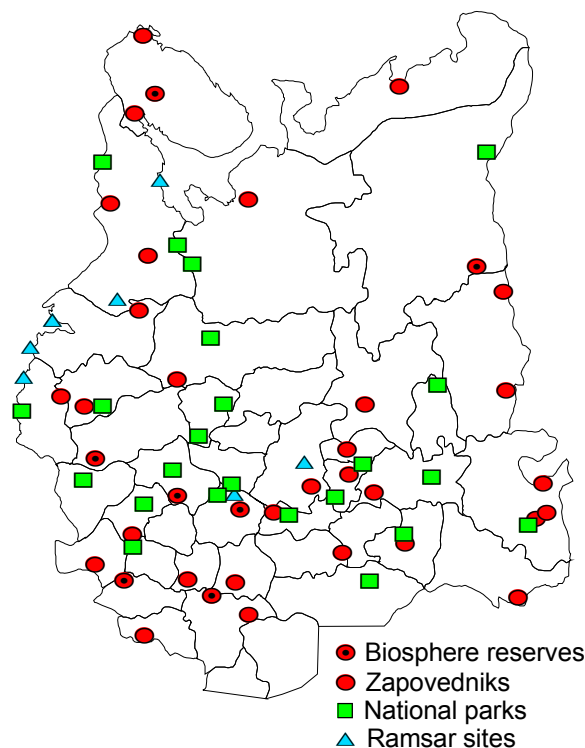 Biosphere reserves
Zapovedniks
National parks
Ramsar sites